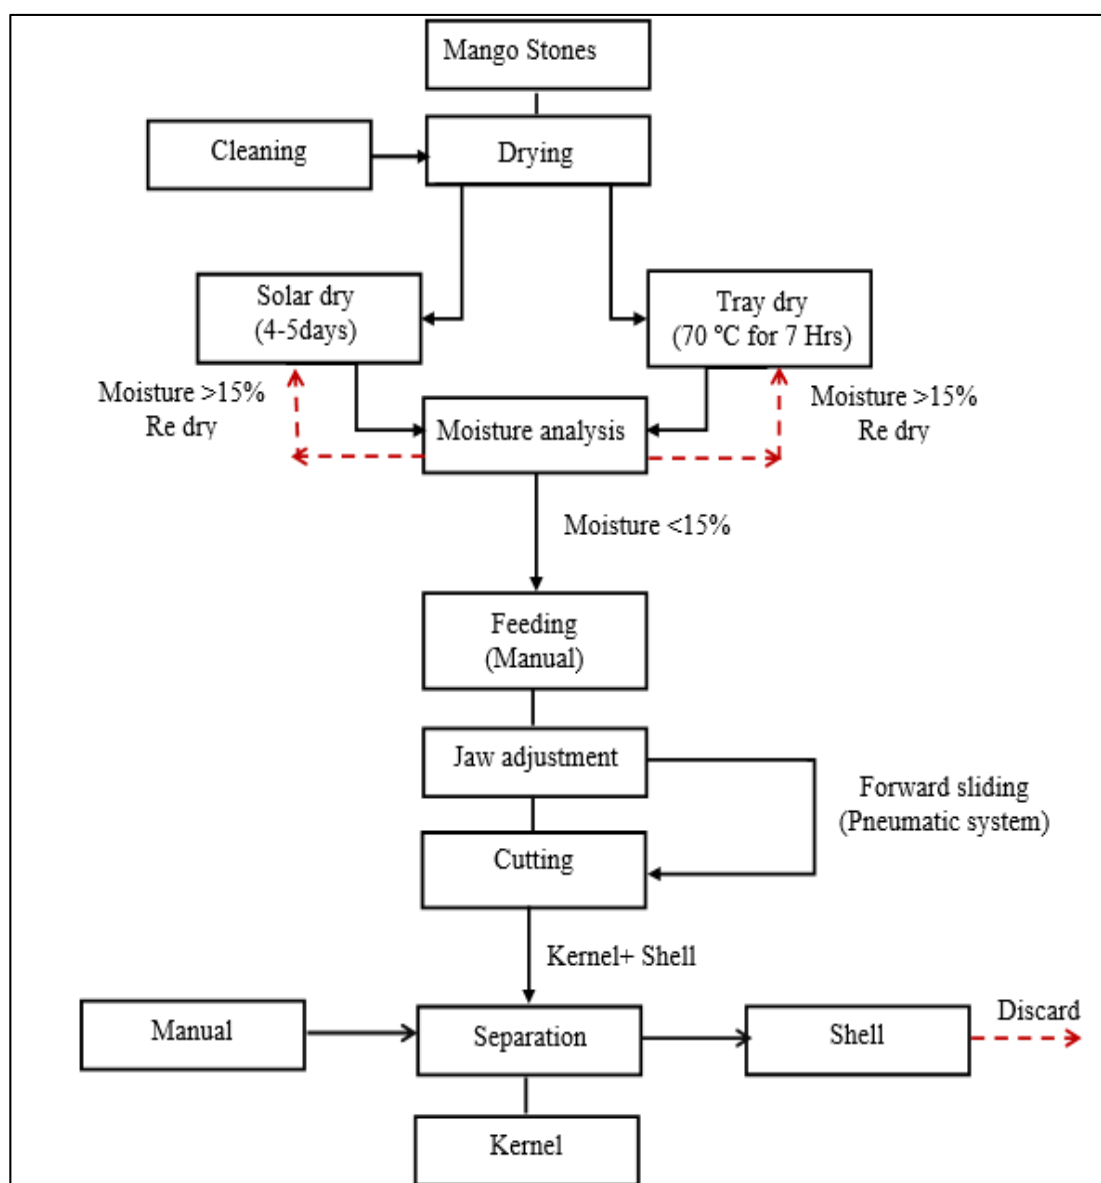 Mango Stones
Cleaning
Drying
Solar dry
(4-5days)
Tray dry
(70 °C for 7 Hrs)
Moisture >15%
Re dry
Moisture analysis
Moisture >15%
Re dry
Moisture <15%
Feeding
(Manual)
Jaw adjustment
Forward sliding
(Pneumatic system)
Cutting
Kernel+ Shell
Manual
Separation
Shell
Discard
Kernel